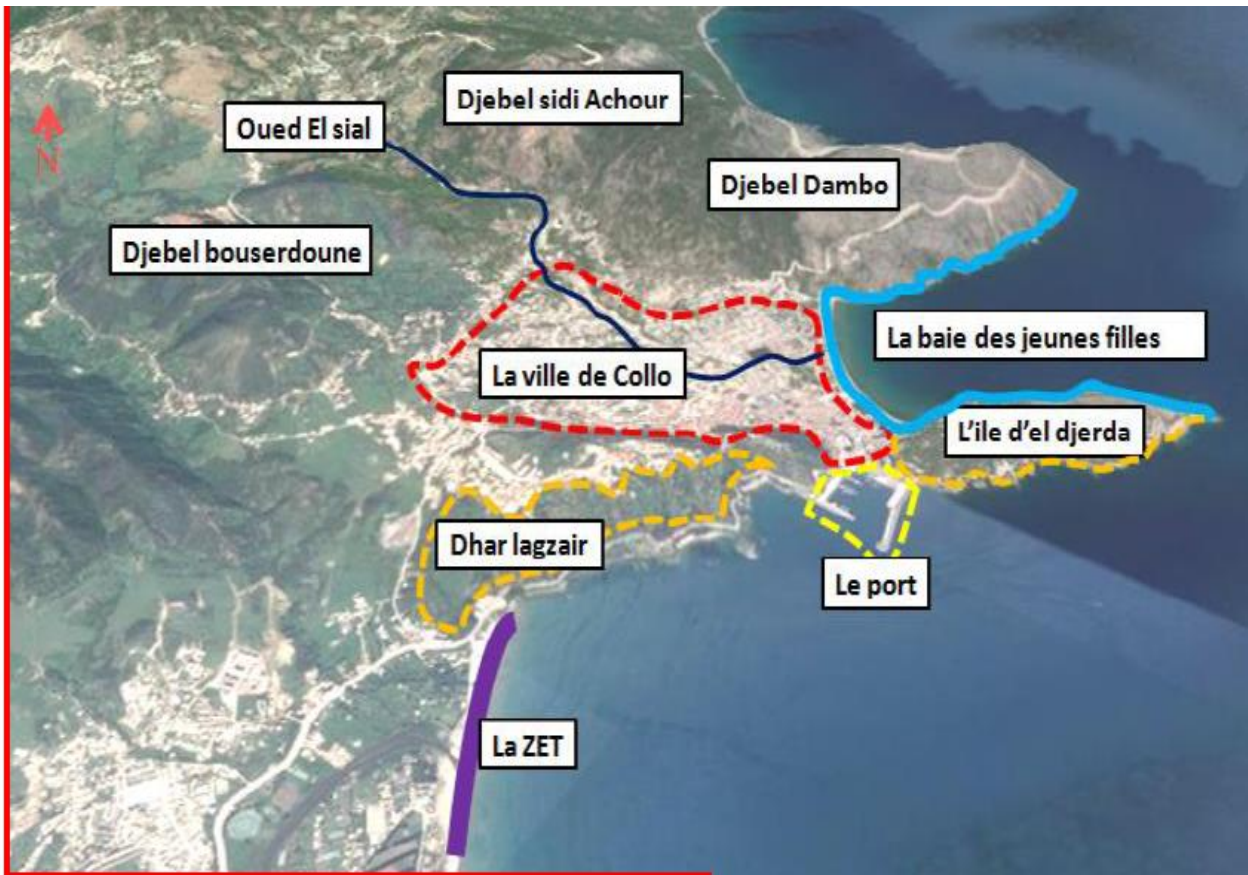 Djebel sidi Achour
Oued El sial
Djebel Dambo
N
Djebel bouserdoune
La baie des jeunes filles
La ville de Collo
L'ile d'el djerda
Dhar lagzair
Le port
La ZET